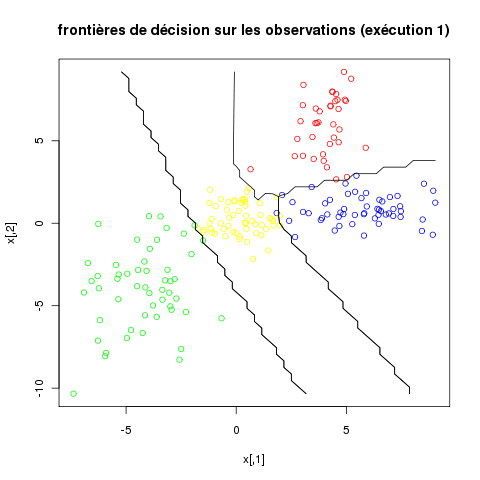 frontières de décision sur les observations (exécution 1)
5
0
-5
-10
x[,2]
-5
0
5
x[,1]